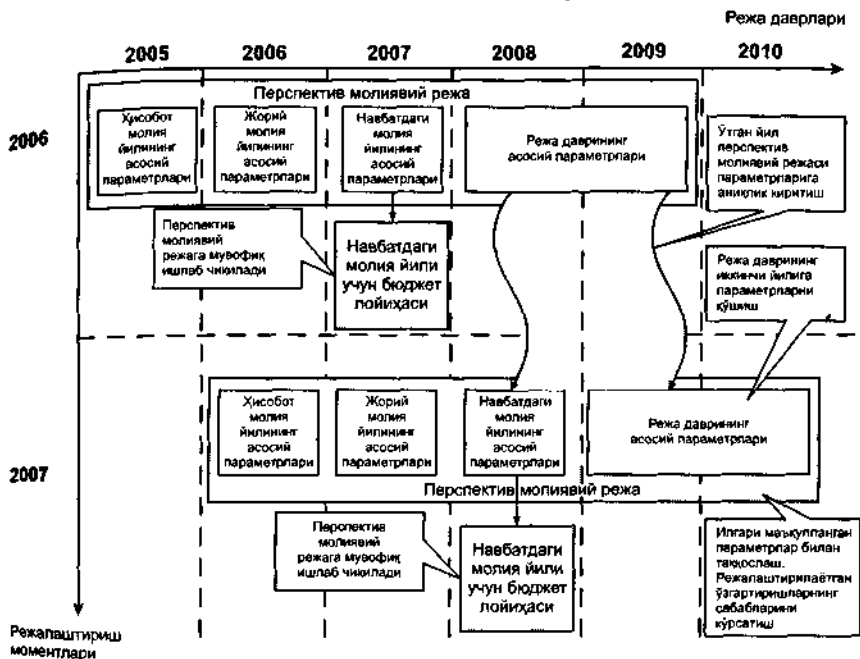 Режа даврлари
2005 2006 2007 2008 2009 2010
2006
Перспектив молиявий режа
Ҳисобот
молия
йилининг
асосий
параметрлари
Жорий
молия
йилининг
асосий
параметрлари
Навбатдаги
молия
йилининг
асосий
параметрлари
Режа даврининг
асосий параметрлари
Ўтган йил
перспектив
молиявий режаси
параметрларига
аниқлик киритиш
Перспектив
молиявий
режага мувофиқ
ишлаб чиқилади
Навбатдаги
молия йили
учун бюджет
лойиҳаси
Режа даврининг
иккинчи йилига
параметрларни
қўшиш
2007
Ҳисобот
молия
йилининг
асосий
параметрлари
Жорий
молия
йилининг
асосий
параметрлари
Навбатдаги
молия
йилининг
асосий
параметрлари
Режа даврининг
асосий параметрлари
Перспектив молиявий режа
Перспектив
молиявий
режага мувофиқ
ишлаб чиқилади
Навбатдаги
молия йили
учун бюджет
лойиҳаси
Илгари маъқулланган
параметрлар билан
таққослаш.
Режалаштирилаётган
ўзгартиришларнинг
сабабларини
кўрсатиш
Режалаштириш
моментлари